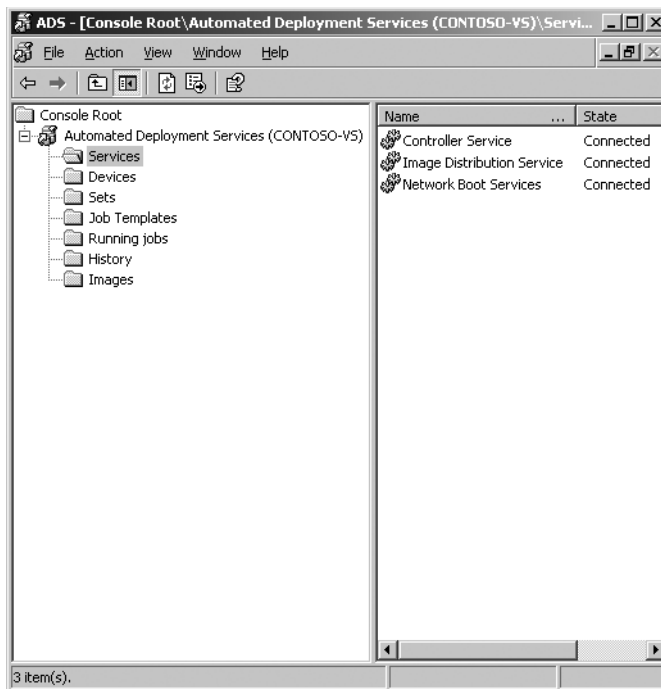 ADS - [Console Root\Automated Deployment Services (CONTOSO-VS)\Servi...
File Action View Window Help
Console Root
Automated Deployment Services (CONTOSO-VS)
Services
Devices
Sets
Job Templates
Running jobs
History
Images
Name ... State
Controller Service Connected
Image Distribution Service Connected
Network Boot Services Connected
3 item(s).